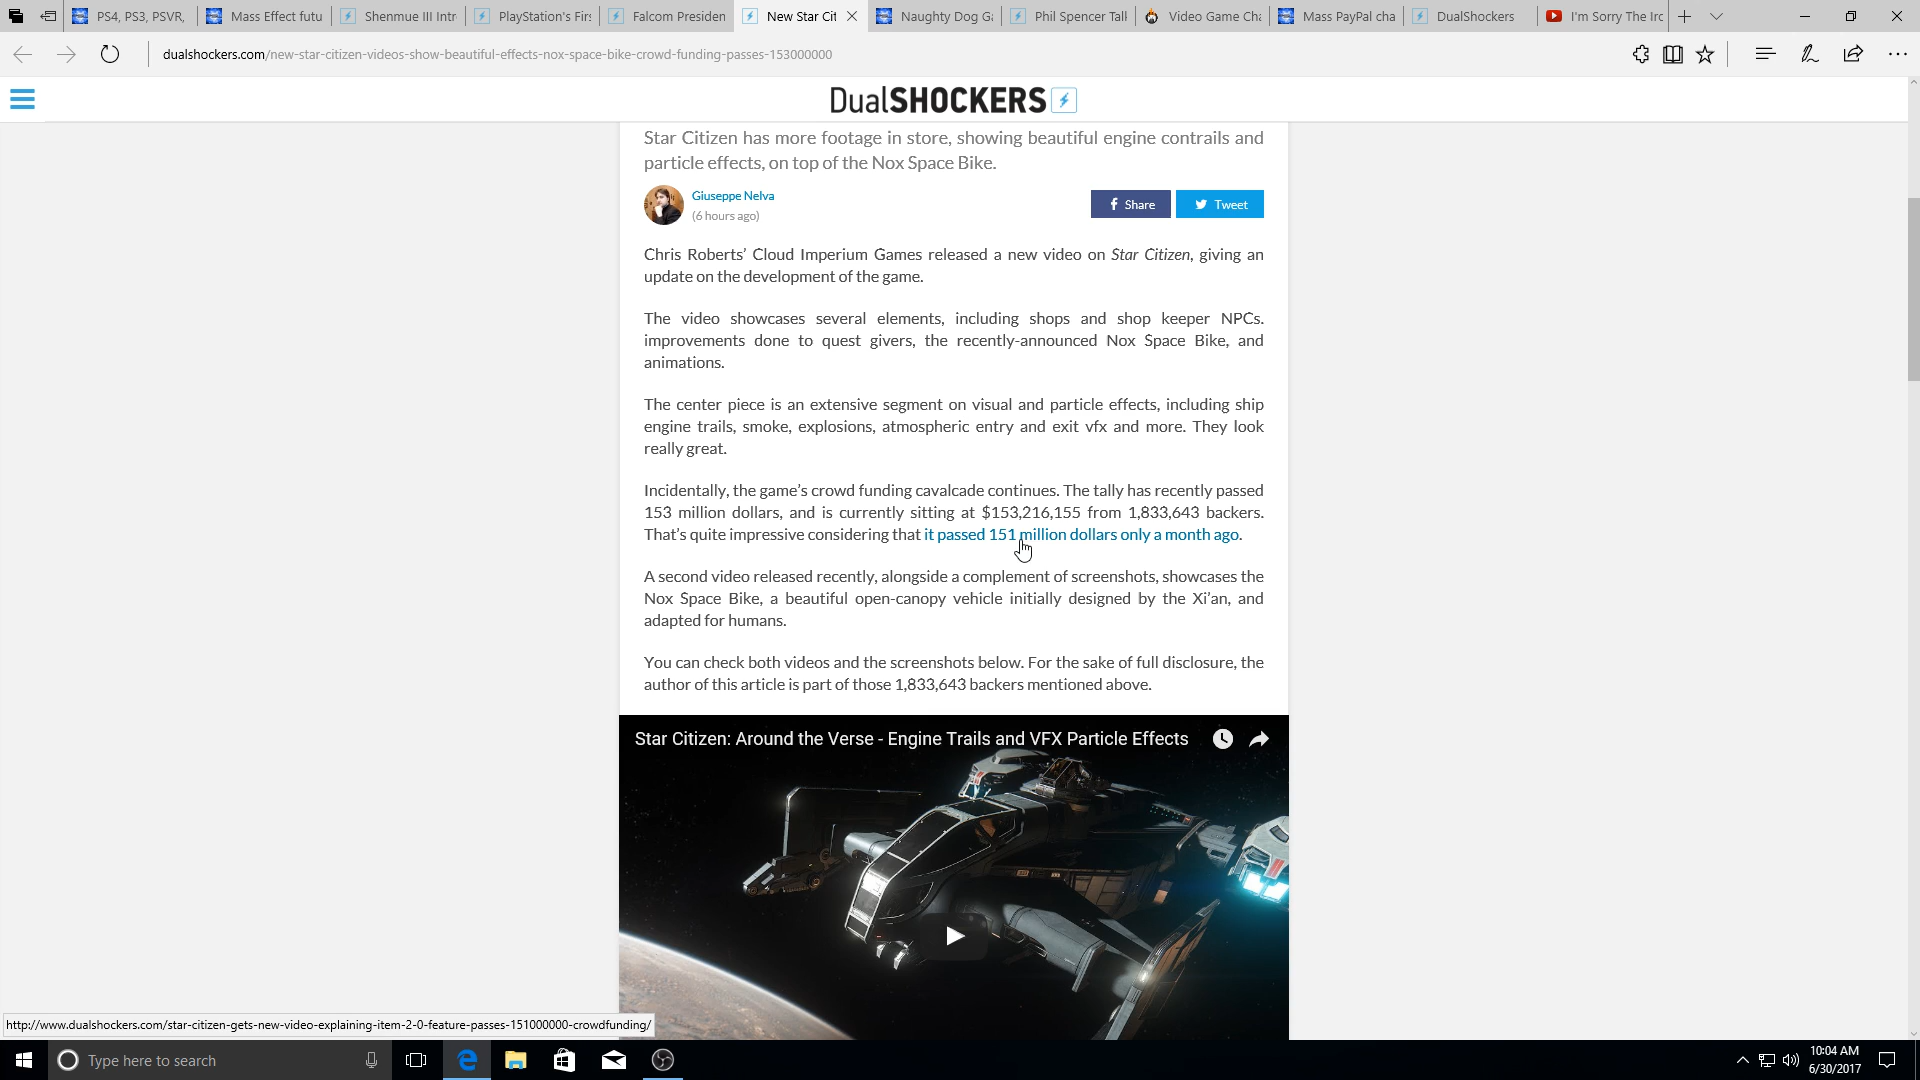 PS4, PS3, PSVR,
Mass Effect futu
Shenmue III Intr
PlayStation's Firs
Falcom Presiden
New Star Cit
Naughty Dog Ga
Phil Spencer Talk
Video Game Cha
Mass PayPal cha
DualShockers
I'm Sorry The Iro
dualshockers.com/new-star-citizen-videos-show-beautiful-effects-nox-space-bike-crowd-funding-passes-153000000
DualSHOCKERS
Star Citizen has more footage in store, showing beautiful engine contrails and
particle effects, on top of the Nox Space Bike.
Giuseppe Nelva
(6 hours ago)
Share
Tweet
Chris Roberts’ Cloud Imperium Games released a new video on Star Citizen, giving an
update on the development of the game.
The video showcases several elements, including shops and shop keeper NPCs.
improvements done to quest givers, the recently-announced Nox Space Bike, and
animations.
The center piece is an extensive segment on visual and particle effects, including ship
engine trails, smoke, explosions, atmospheric entry and exit vfx and more. They look
really great.
Incidentally, the game’s crowd funding cavalcade continues. The tally has recently passed
153 million dollars, and is currently sitting at $153,216,155 from 1,833,643 backers.
That’s quite impressive considering that it passed 151 million dollars only a month ago.
A second video released recently, alongside a complement of screenshots, showcases the
Nox Space Bike, a beautiful open-canopy vehicle initially designed by the Xi’an, and
adapted for humans.
You can check both videos and the screenshots below. For the sake of full disclosure, the
author of this article is part of those 1,833,643 backers mentioned above.
Star Citizen: Around the Verse - Engine Trails and VFX Particle Effects
http://www.dualshockers.com/star-citizen-gets-new-video-explaining-item-2-0-feature-passes-151000000-crowdfunding/
Type here to search
10:04 AM
6/30/2017